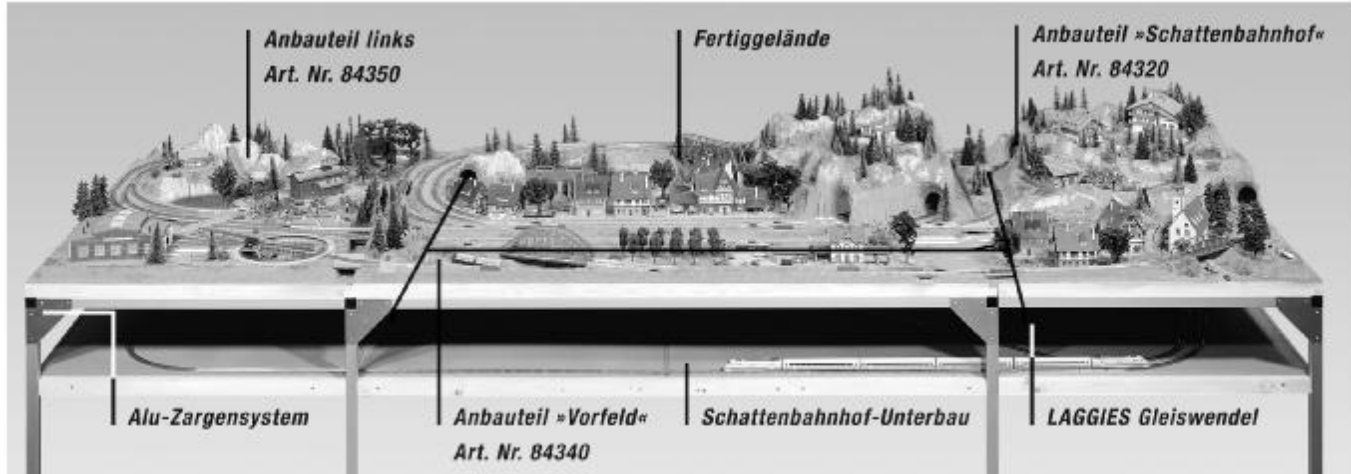 Anbauteil links
Art. Nr. 84350
Fertiggelände
Anbauteil »Schattenbahnhof«
Art. Nr. 84320
Alu-Zargensystem
Anbauteil »Vorfeld«
Art. Nr. 84340
Schattenbahnhof-Unterbau
LAGGIES Gleiswendel